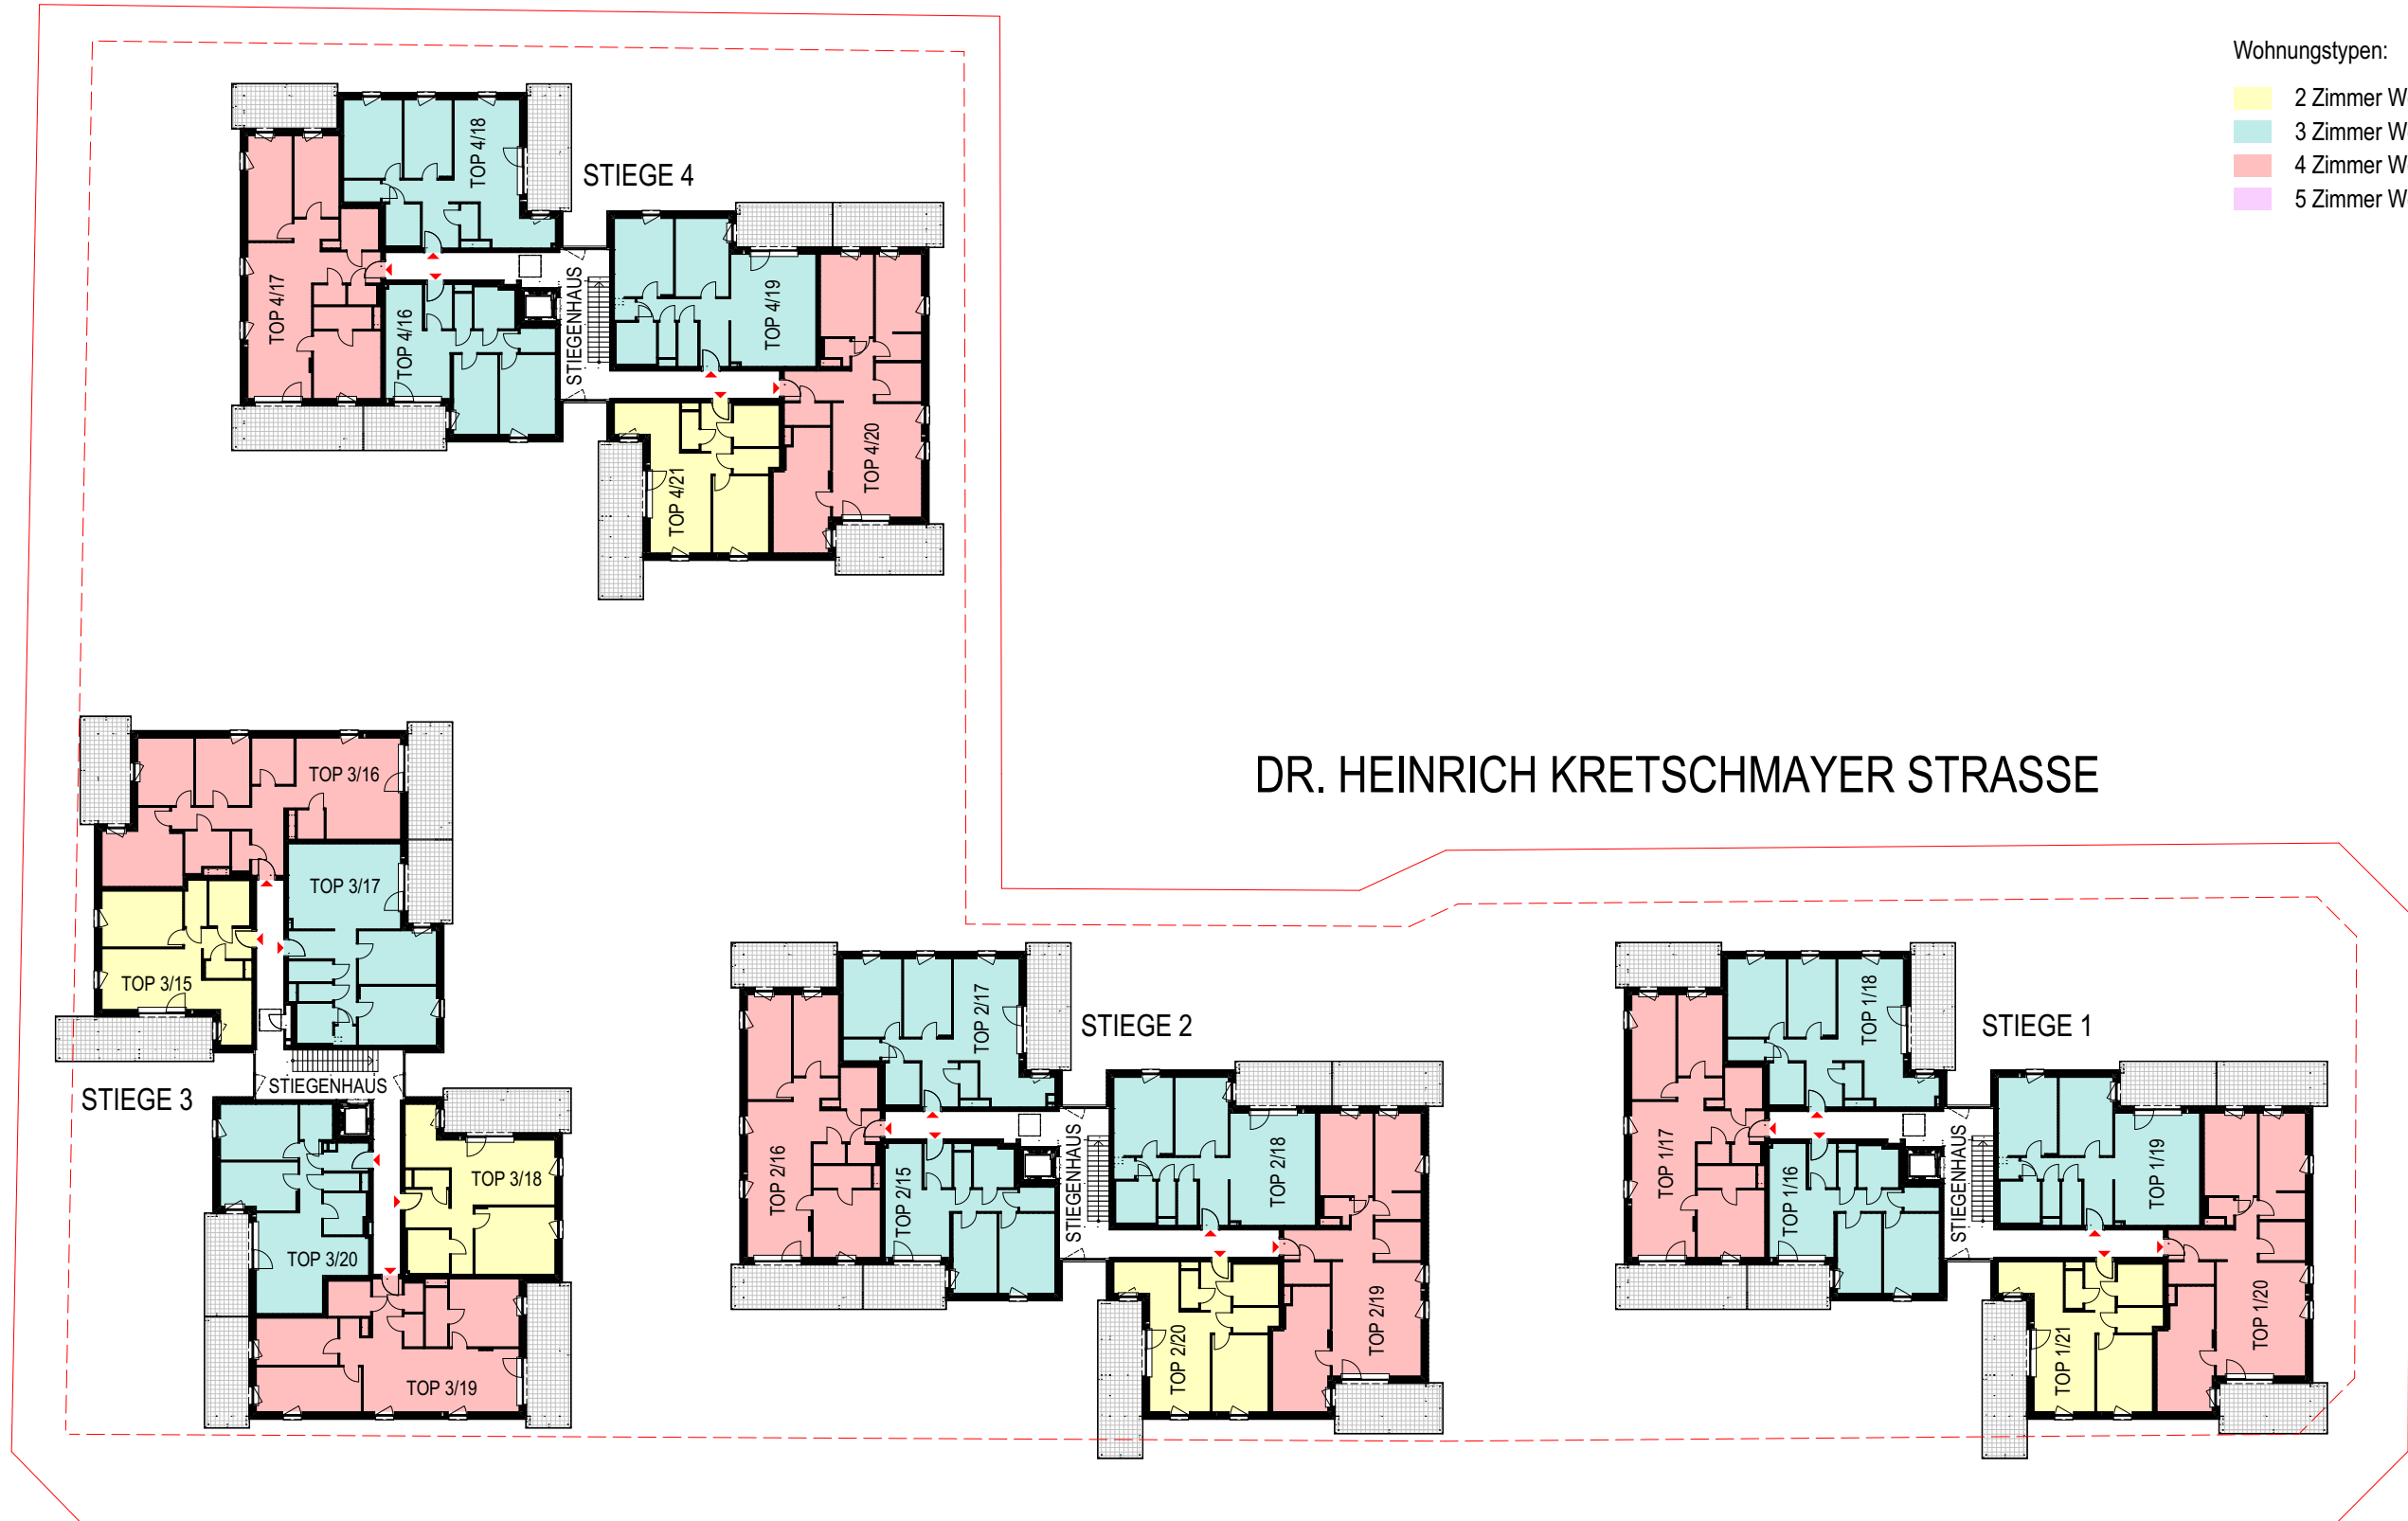 Wohnungstypen:
2 Zimmer W
3 Zimmer W
4 Zimmer W
5 Zimmer W
STIEGE 4
TOP 4/18
TOP 4/17
TOP 4/16
STIEGENHAUS
TOP 4/19
TOP 4/20
TOP 4/21
DR. HEINRICH KRETSCHMAYER STRASSE
TOP 3/16
TOP 3/17
TOP 3/15
STIEGE 3
STIEGENHAUS
TOP 3/18
TOP 3/20
TOP 3/19
STIEGE 2
TOP 2/17
TOP 2/16
TOP 2/15
STIEGENHAUS
TOP 2/18
TOP 2/19
TOP 2/20
STIEGE 1
TOP 1/18
TOP 1/17
TOP 1/16
STIEGENHAUS
TOP 1/19
TOP 1/20
TOP 1/21